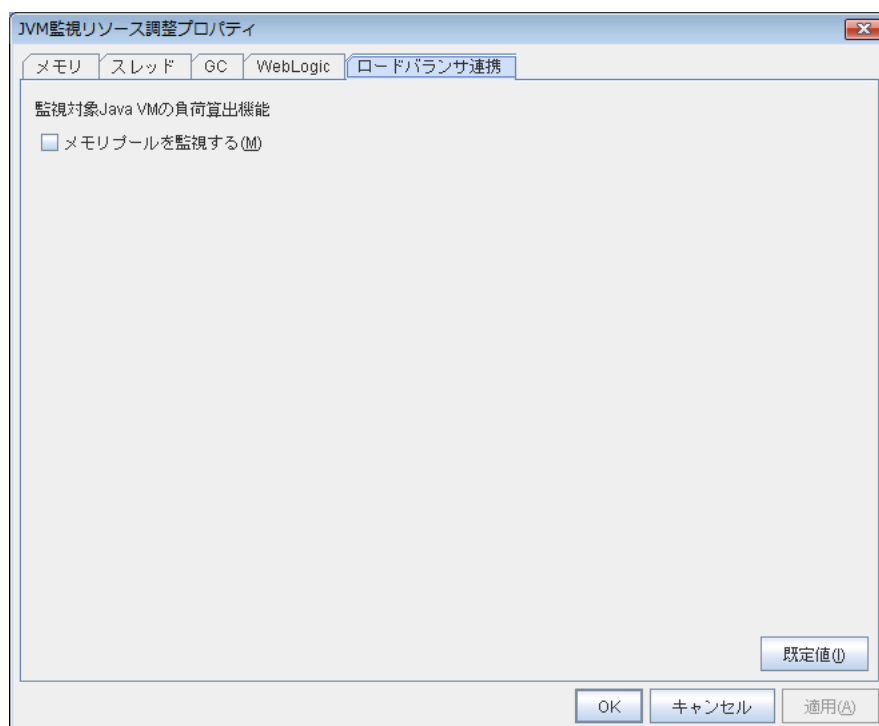 JVM監視リソース調整プロパティ
メモリ スレッド GC WebLogic ロードバランサ連携
監視対象Java VMの負荷算出機能
メモリプールを監視する(M)
既定値(I)
OK キャンセル 適用(A)